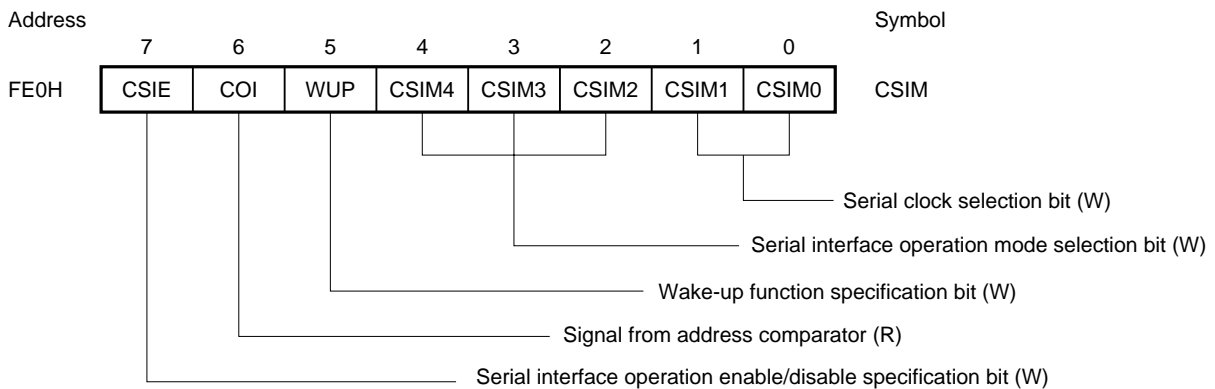 Address Symbol
7 6 5 4 3 2 1 0
FE0H CSIE COI WUP CSIM4 CSIM3 CSIM2 CSIM1 CSIM0 CSIM
Serial clock selection bit (W)
Serial interface operation mode selection bit (W)
Wake-up function specification bit (W)
Signal from address comparator (R)
Serial interface operation enable/disable specification bit (W)